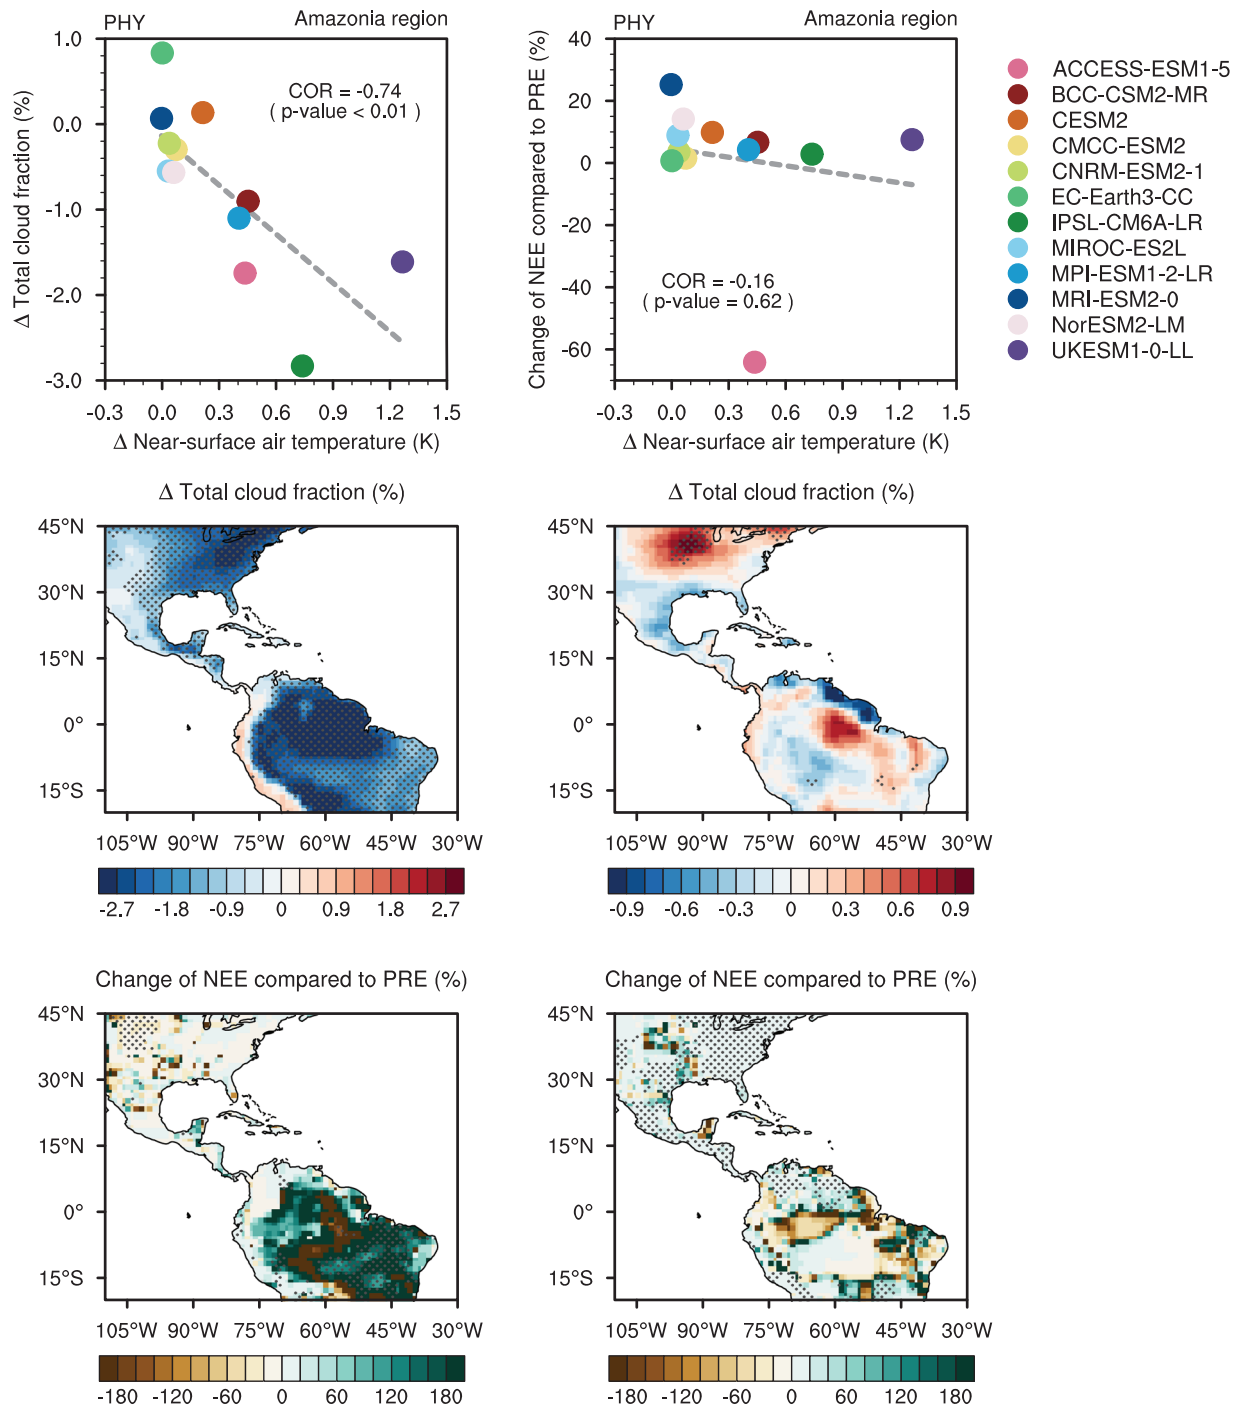 PHY Amazonia region
COR = -0.74
( p-value < 0.01 )
1.0
0.0
-1.0
-2.0
-3.0
Δ Total cloud fraction (%)
-0.3 0.0 0.3 0.6 0.9 1.2 1.5
Δ Near-surface air temperature (K)
PHY Amazonia region
40
20
0
-20
-40
-60
Change of NEE compared to PRE (%)
COR = -0.16
( p-value = 0.62 )
-0.3 0.0 0.3 0.6 0.9 1.2 1.5
Δ Near-surface air temperature (K)
ACCESS-ESM1-5
BCC-CSM2-MR
CESM2
CMCC-ESM2
CNRM-ESM2-1
EC-Earth3-CC
IPSL-CM6A-LR
MIROC-ES2L
MPI-ESM1-2-LR
MRI-ESM2-0
NorESM2-LM
UKESM1-0-LL
Δ Total cloud fraction (%)
45°N
30°N
15°N
0°
15°S
105°W 90°W 75°W 60°W 45°W 30°W
-2.7 -1.8 -0.9 0 0.9 1.8 2.7
Δ Total cloud fraction (%)
45°N
30°N
15°N
0°
15°S
105°W 90°W 75°W 60°W 45°W 30°W
-0.9 -0.6 -0.3 0 0.3 0.6 0.9
Change of NEE compared to PRE (%)
45°N
30°N
15°N
0°
15°S
105°W 90°W 75°W 60°W 45°W 30°W
-180 -120 -60 0 60 120 180
Change of NEE compared to PRE (%)
45°N
30°N
15°N
0°
15°S
105°W 90°W 75°W 60°W 45°W 30°W
-180 -120 -60 0 60 120 180